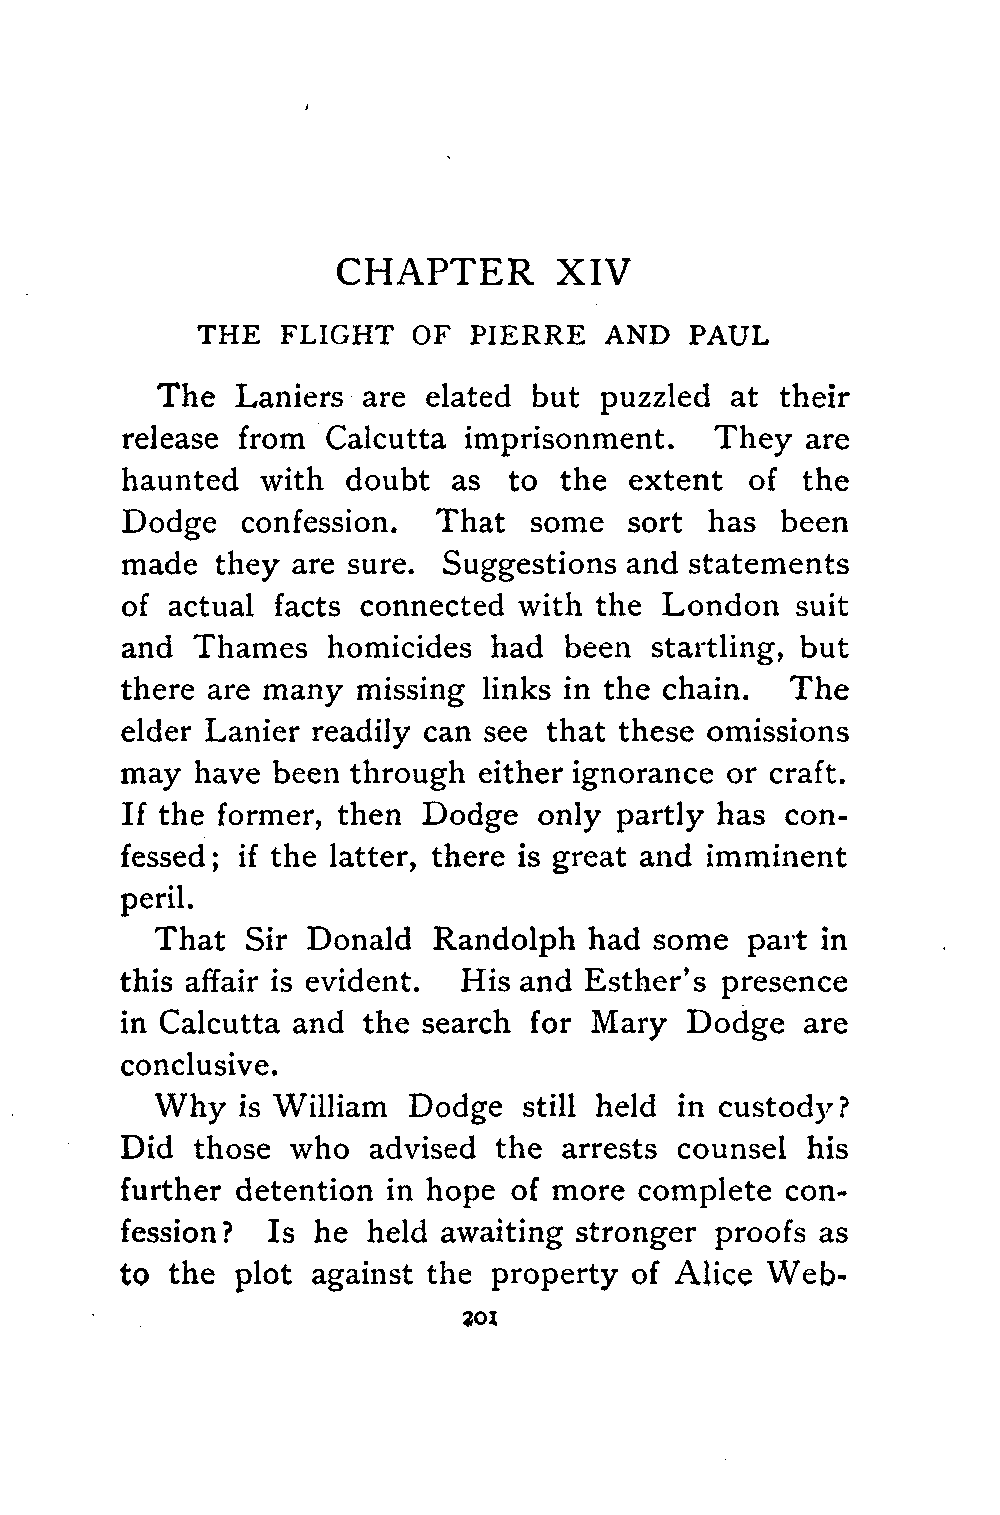 CHAPTER XIV
THE FLIGHT OF PIERRE AND PAUL
The Laniers are elated but puzzled at their
release from Calcutta imprisonment. They are
haunted with doubt as to the extent of the
Dodge confession. That some sort has been
made they are sure. Suggestions and statements
of actual facts connected with the London suit
and Thames homicides had been startling, but
there are many missing links in the chain. The
elder Lanier readily can see that these omissions
may have been through either ignorance or craft.
If the former, then Dodge only partly has con-
fessed; if the latter, there is great and imminent
peril.
That Sir Donald Randolph had some part in
this affair is evident. His and Esther's presence
in Calcutta and the search for Mary Dodge are
conclusive.
Why is William Dodge still held in custody?
Did those who advised the arrests counsel his
further detention in hope of more complete con-
fession? Is he held awaiting stronger proofs as
to the plot against the property of Alice Web-
201